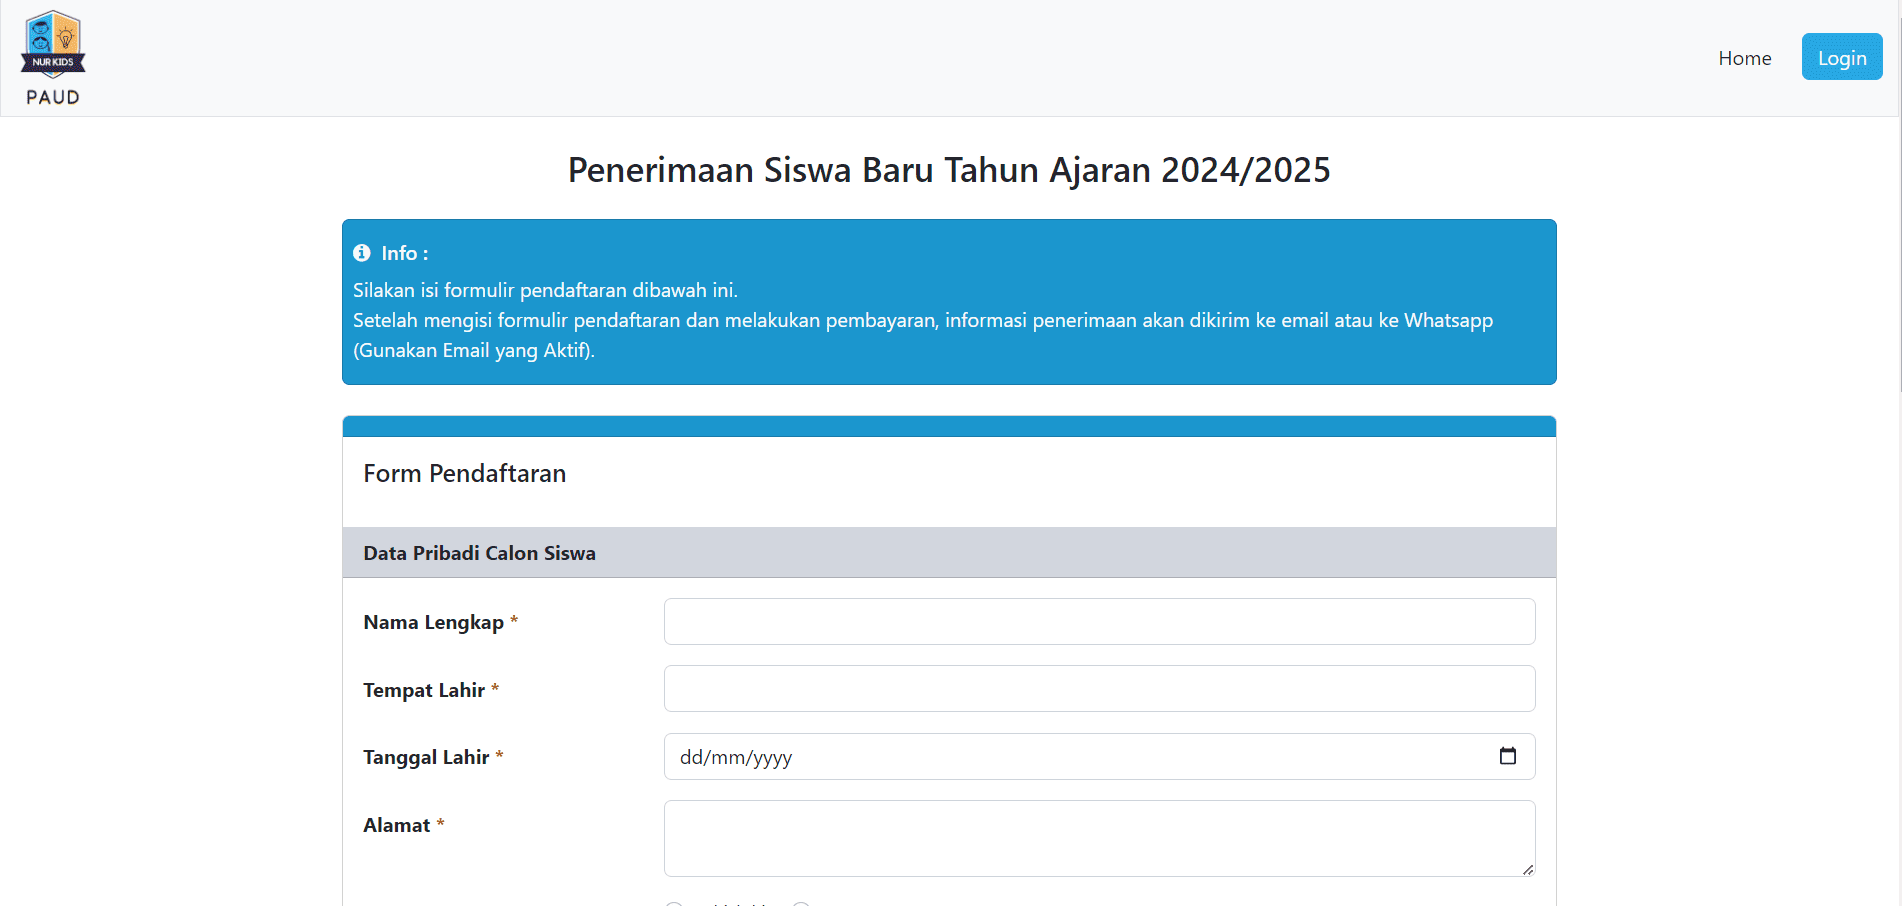 NUR KIDS
PAUD
Home
Login
Penerimaan Siswa Baru Tahun Ajaran 2024/2025
Info :
Silakan isi formulir pendaftaran dibawah ini.
Setelah mengisi formulir pendaftaran dan melakukan pembayaran, informasi penerimaan akan dikirim ke email atau ke Whatsapp
(Gunakan Email yang Aktif).
Form Pendaftaran
Data Pribadi Calon Siswa
Nama Lengkap *
Tempat Lahir *
Tanggal Lahir *
dd/mm/yyyy
Alamat *